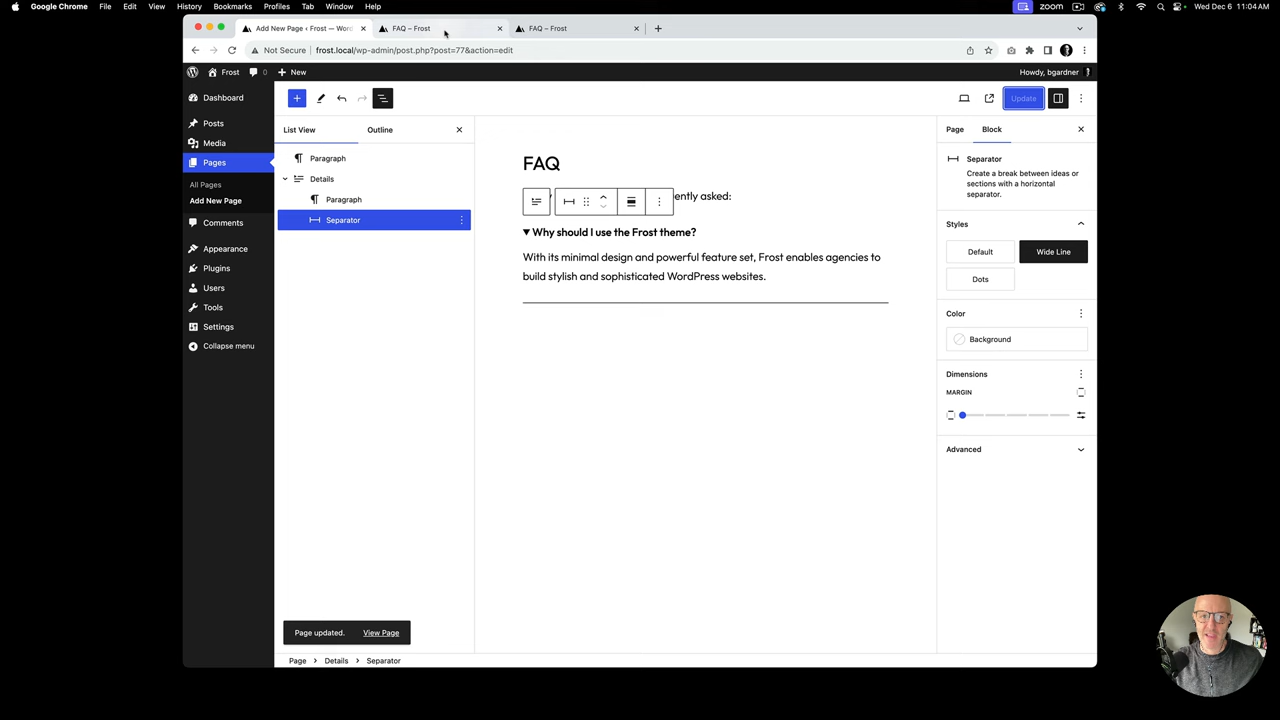 Google Chrome File Edit View History Bookmarks Profiles Tab Window Help zoom Wed Dec 6 11:04 AM
Add New Page ‹ Frost — Wor FAQ – Frost FAQ – Frost
Not Secure frost.local/wp-admin/post.php?post=77&action=edit
Frost 0 New Howdy, bgardner
Dashboard
Posts
Media
Pages
All Pages
Add New Page
Comments
Appearance
Plugins
Users
Tools
Settings
Collapse menu
Update
List View Outline
Paragraph
Details
Paragraph
Separator
FAQ
ently asked:
Why should I use the Frost theme?
With its minimal design and powerful feature set, Frost enables agencies to
build stylish and sophisticated WordPress websites.
Page Block
Separator
Create a break between ideas or
sections with a horizontal
separator.
Styles
Default Wide Line
Dots
Color
Background
Dimensions
MARGIN
Advanced
Page updated. View Page
Page Details Separator